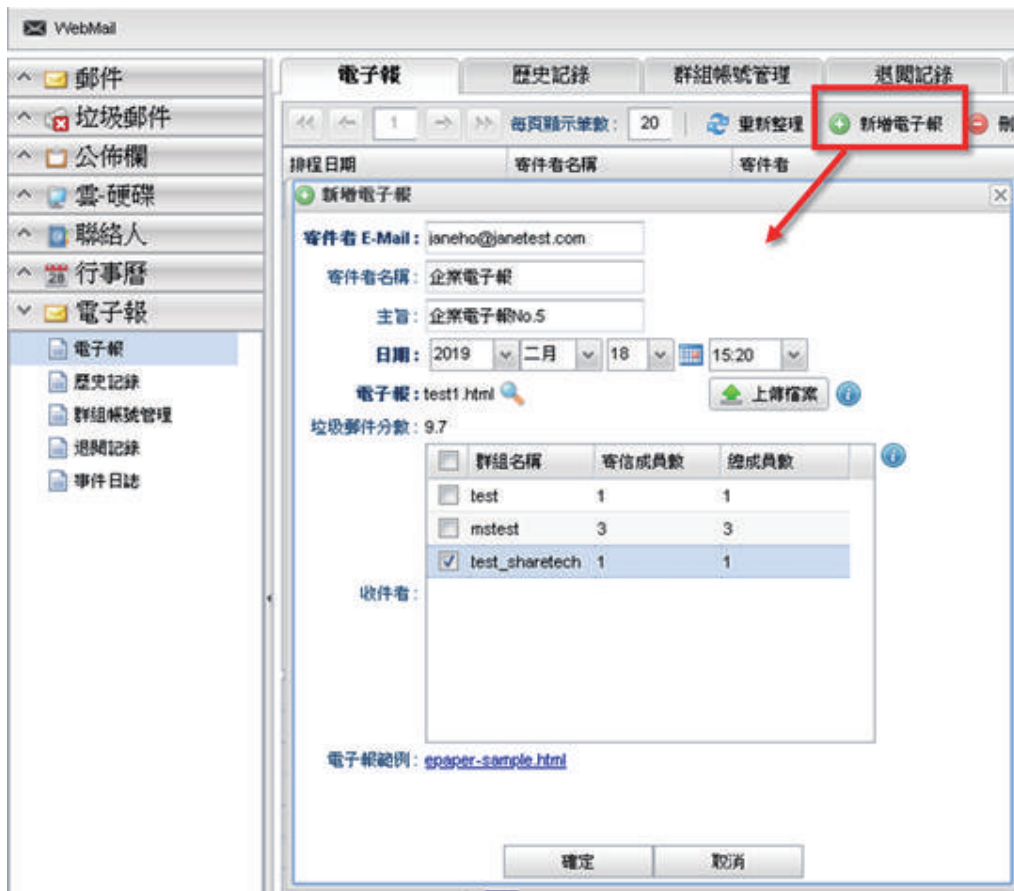 WebMail
郵件
垃圾郵件
公佈欄
雲-硬碟
聯絡人
行事曆
電子報
電子報
歷史記錄
群組帳號管理
退閱記錄
事件日誌
電子報 歷史記錄 群組帳號管理 退閱記錄
1 每頁顯示筆數： 20 重新整理 新增電子報 刪
排程日期 寄件者名稱 寄件者
新增電子報
寄件者 E-Mail： janeho@janetest.com
寄件者名稱： 企業電子報
主旨： 企業電子報No.5
日期： 2019 二月 18 15:20
電子報： test1.html 上傳檔案
垃圾郵件分數： 9.7
群組名稱 寄信成員數 總成員數
test 1 1
mstest 3 3
test_sharetech 1 1
收件者：
電子報範例： epaper-sample.html
確定 取消